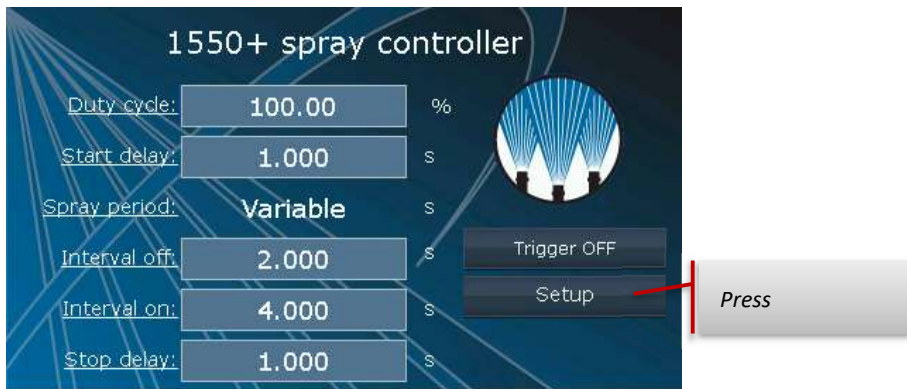 1550+ spray controller
Duty cycle: 100.00 %
Start delay: 1.000 s
Spray period: Variable s
Interval off: 2.000 s
Trigger OFF
Interval on: 4.000 s
Setup
Press
Stop delay: 1.000 s